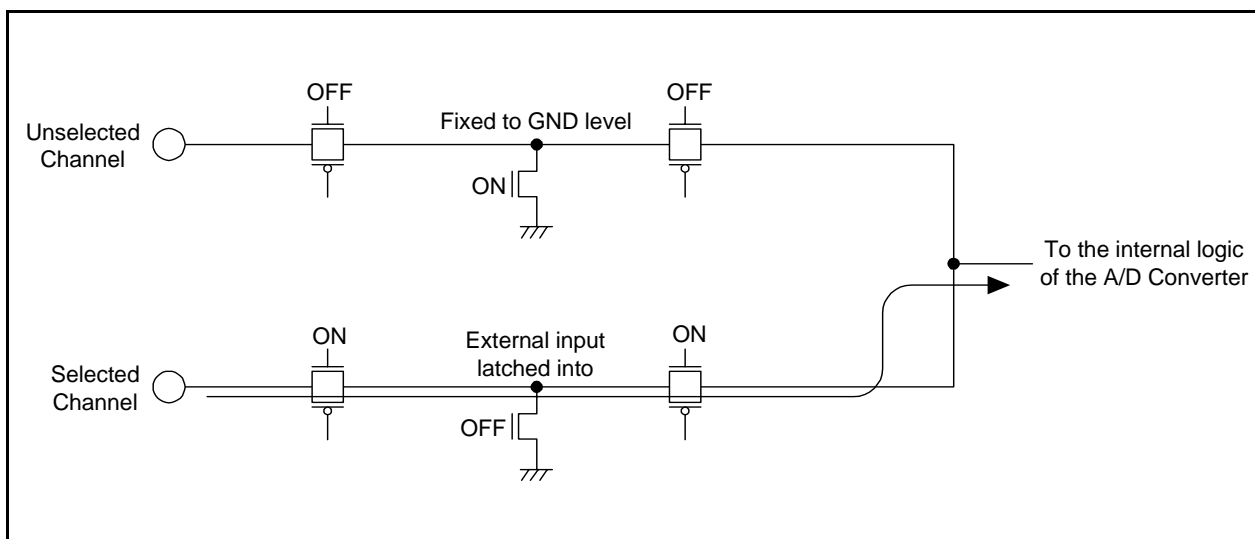 OFF
OFF
Unselected
Channel
Fixed to GND level
ON
To the internal logic
of the A/D Converter
ON
ON
External input
latched into
Selected
Channel
OFF